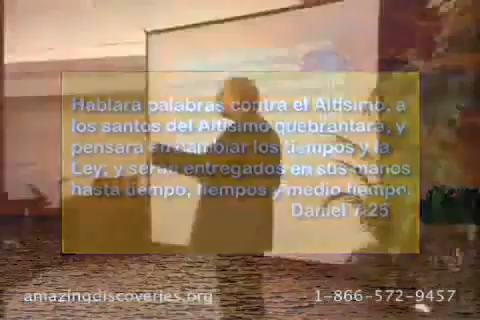 Hablará palabras contra el Altísimo, a
los santos del Altísimo quebrantará, y
pensará en cambiar los tiempos y la
Ley; y serán entregados en sus manos
hasta tiempo, tiempos y medio tiempo.
Daniel 7:25
amazingdiscoveries.org 1-866-572-9457